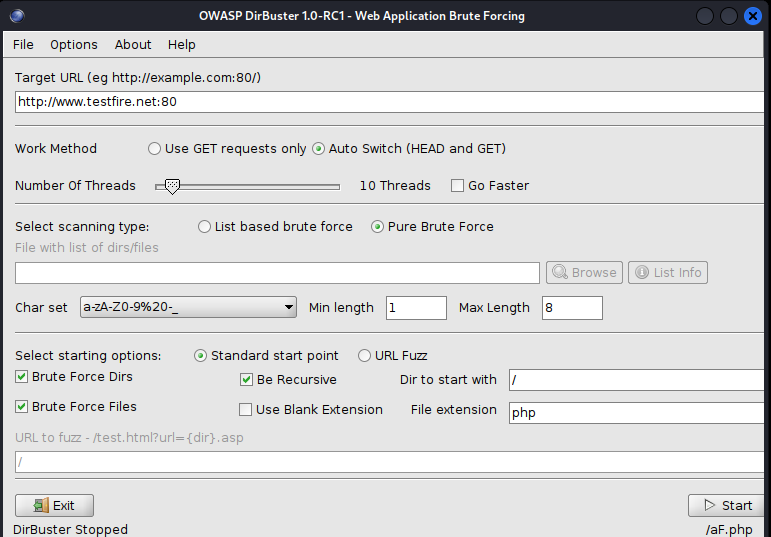 OWASP DirBuster 1.0-RC1 - Web Application Brute Forcing
File Options About Help
Target URL (eg http://example.com:80/)
http://www.testfire.net:80
Work Method Use GET requests only Auto Switch (HEAD and GET)
Number Of Threads 10 Threads Go Faster
Select scanning type: List based brute force Pure Brute Force
File with list of dirs/files
Browse List Info
Char set a-zA-Z0-9%20-_ Min length 1 Max Length 8
Select starting options: Standard start point URL Fuzz
Brute Force Dirs Be Recursive Dir to start with /
Brute Force Files Use Blank Extension File extension php
URL to fuzz - /test.html?url={dir}.asp
/
Exit Start
DirBuster Stopped /aF.php